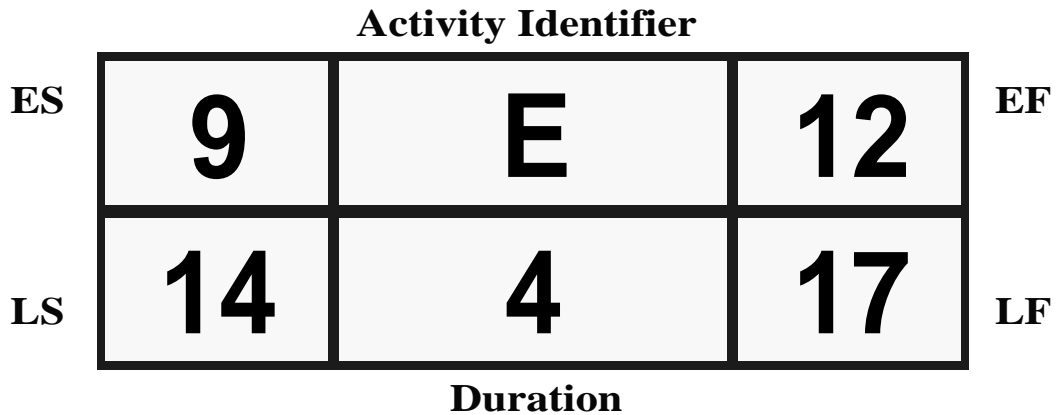 Activity Identifier
ES 9 E 12 EF
LS 14 4 17 LF
Duration